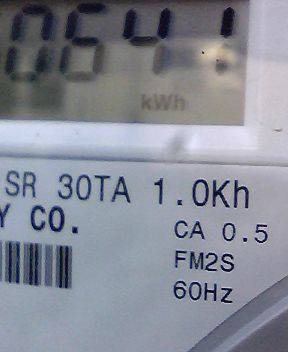 kWh
SR 30TA 1.0Kh
Y CO.
CA 0.5
FM2S
60Hz